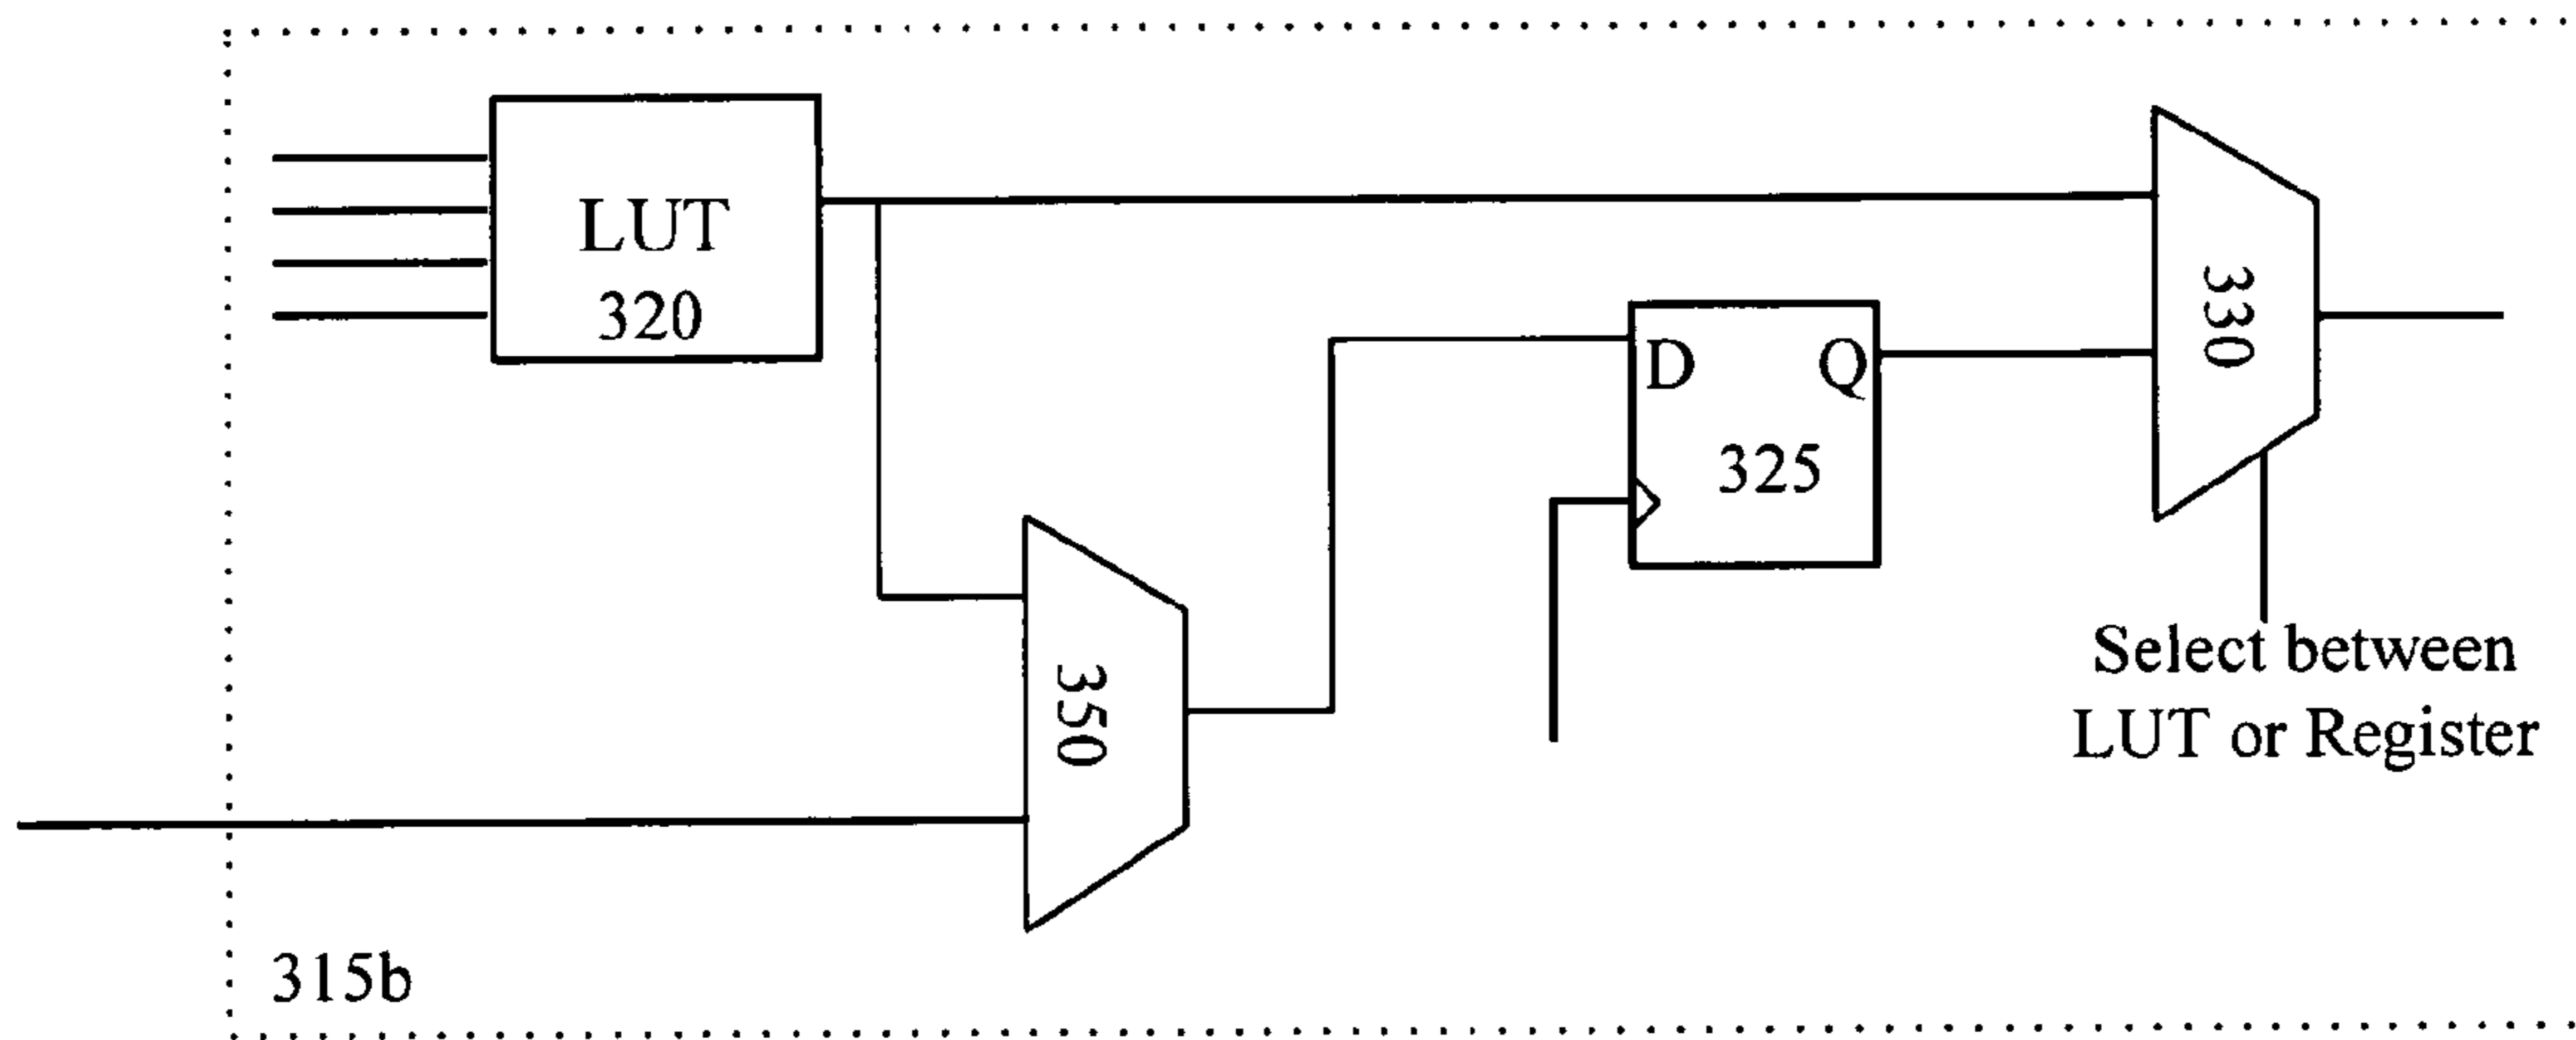 LUT
320
330
D
Q
325
350
Select between
LUT or Register
315b